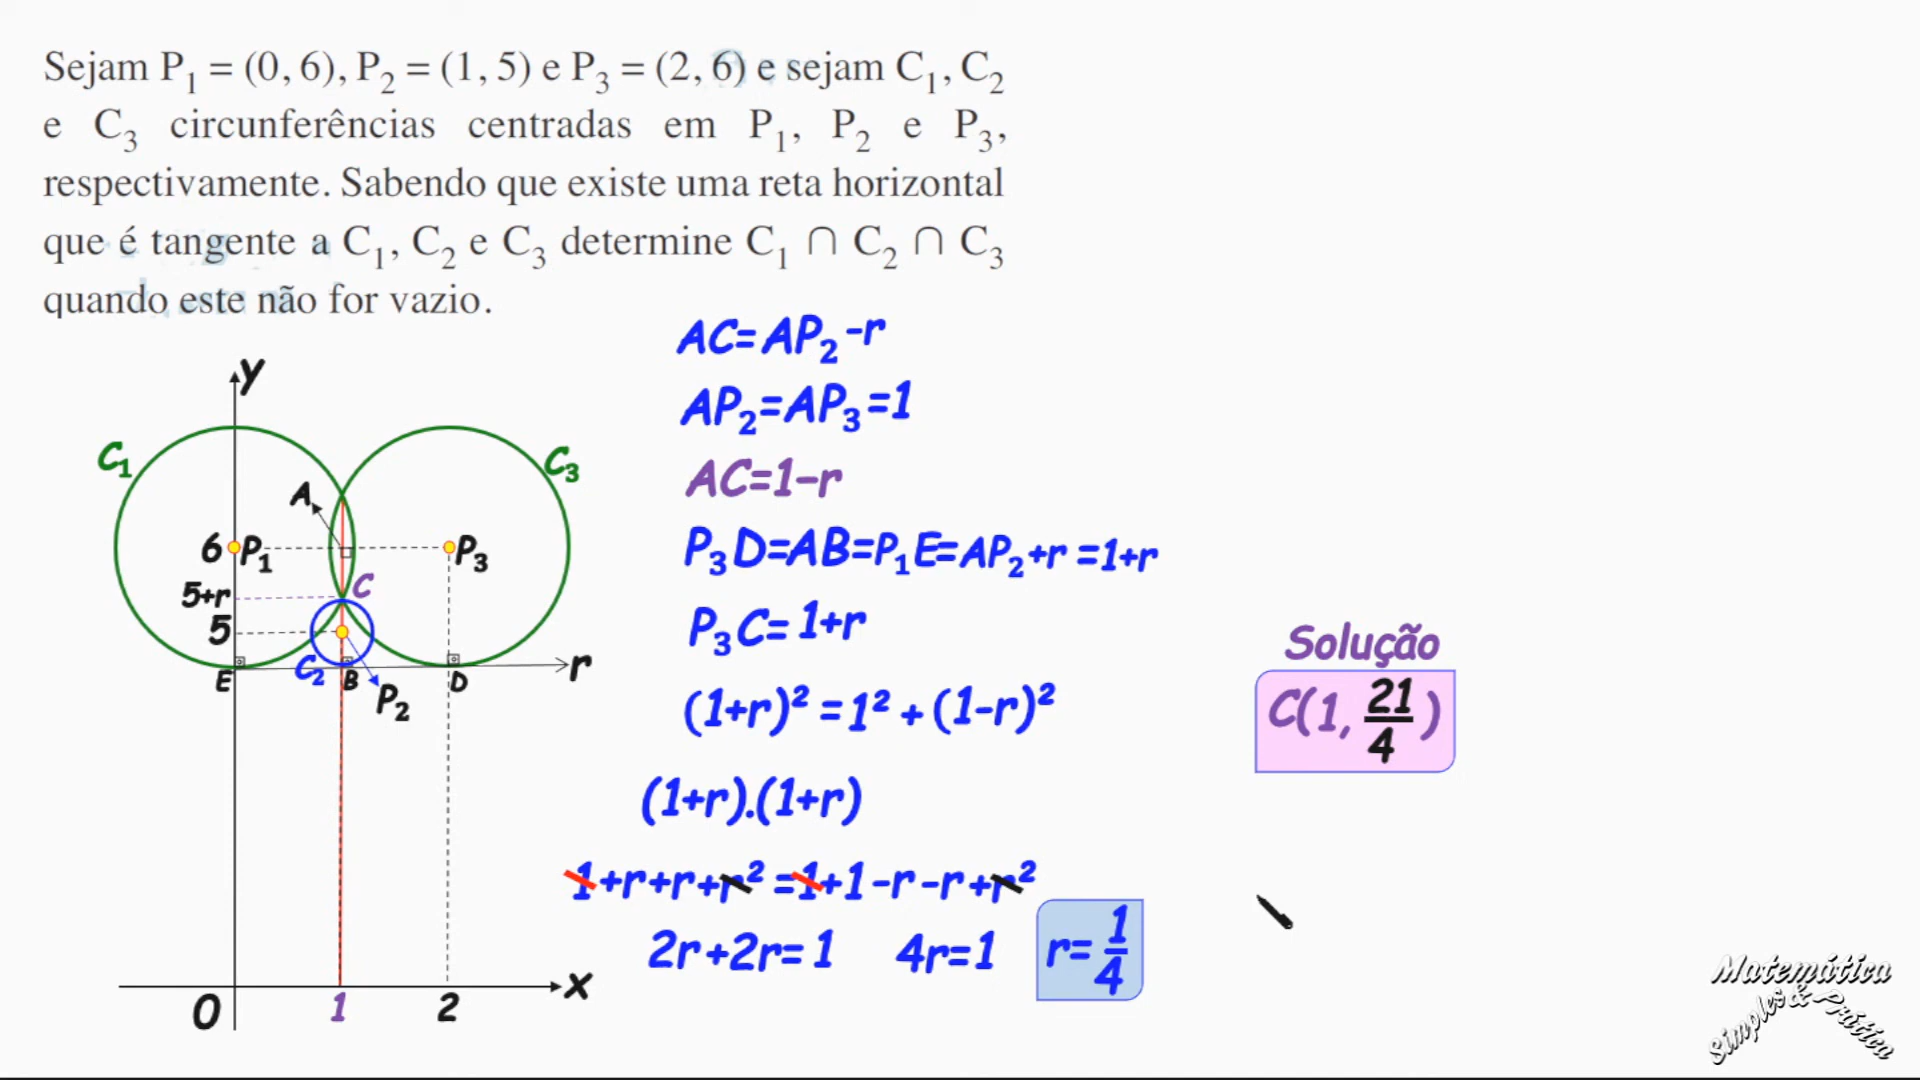 Sejam P₁ = (0, 6), P₂ = (1, 5) e P₃ = (2, 6) e sejam C₁, C₂
e C₃ circunferências centradas em P₁, P₂ e P₃,
respectivamente. Sabendo que existe uma reta horizontal
que é tangente a C₁, C₂ e C₃ determine C₁ ∩ C₂ ∩ C₃
quando este não for vazio.
y
C₁
C₃
A
6 P₁
P₃
5+r
C
5
E
C₂
B
D
r
P₂
0
1
2
x
AC=AP₂-r
AP₂=AP₃=1
AC=1-r
P₃D=AB=P₁E=AP₂+r=1+r
P₃C=1+r
(1+r)²=1²+(1-r)²
(1+r).(1+r)
1+r+r+r²=1+1-r-r+r²
2r+2r=1 4r=1 r=1/4
Solução
C(1, 21/4)
Matemática
Simples & Prática